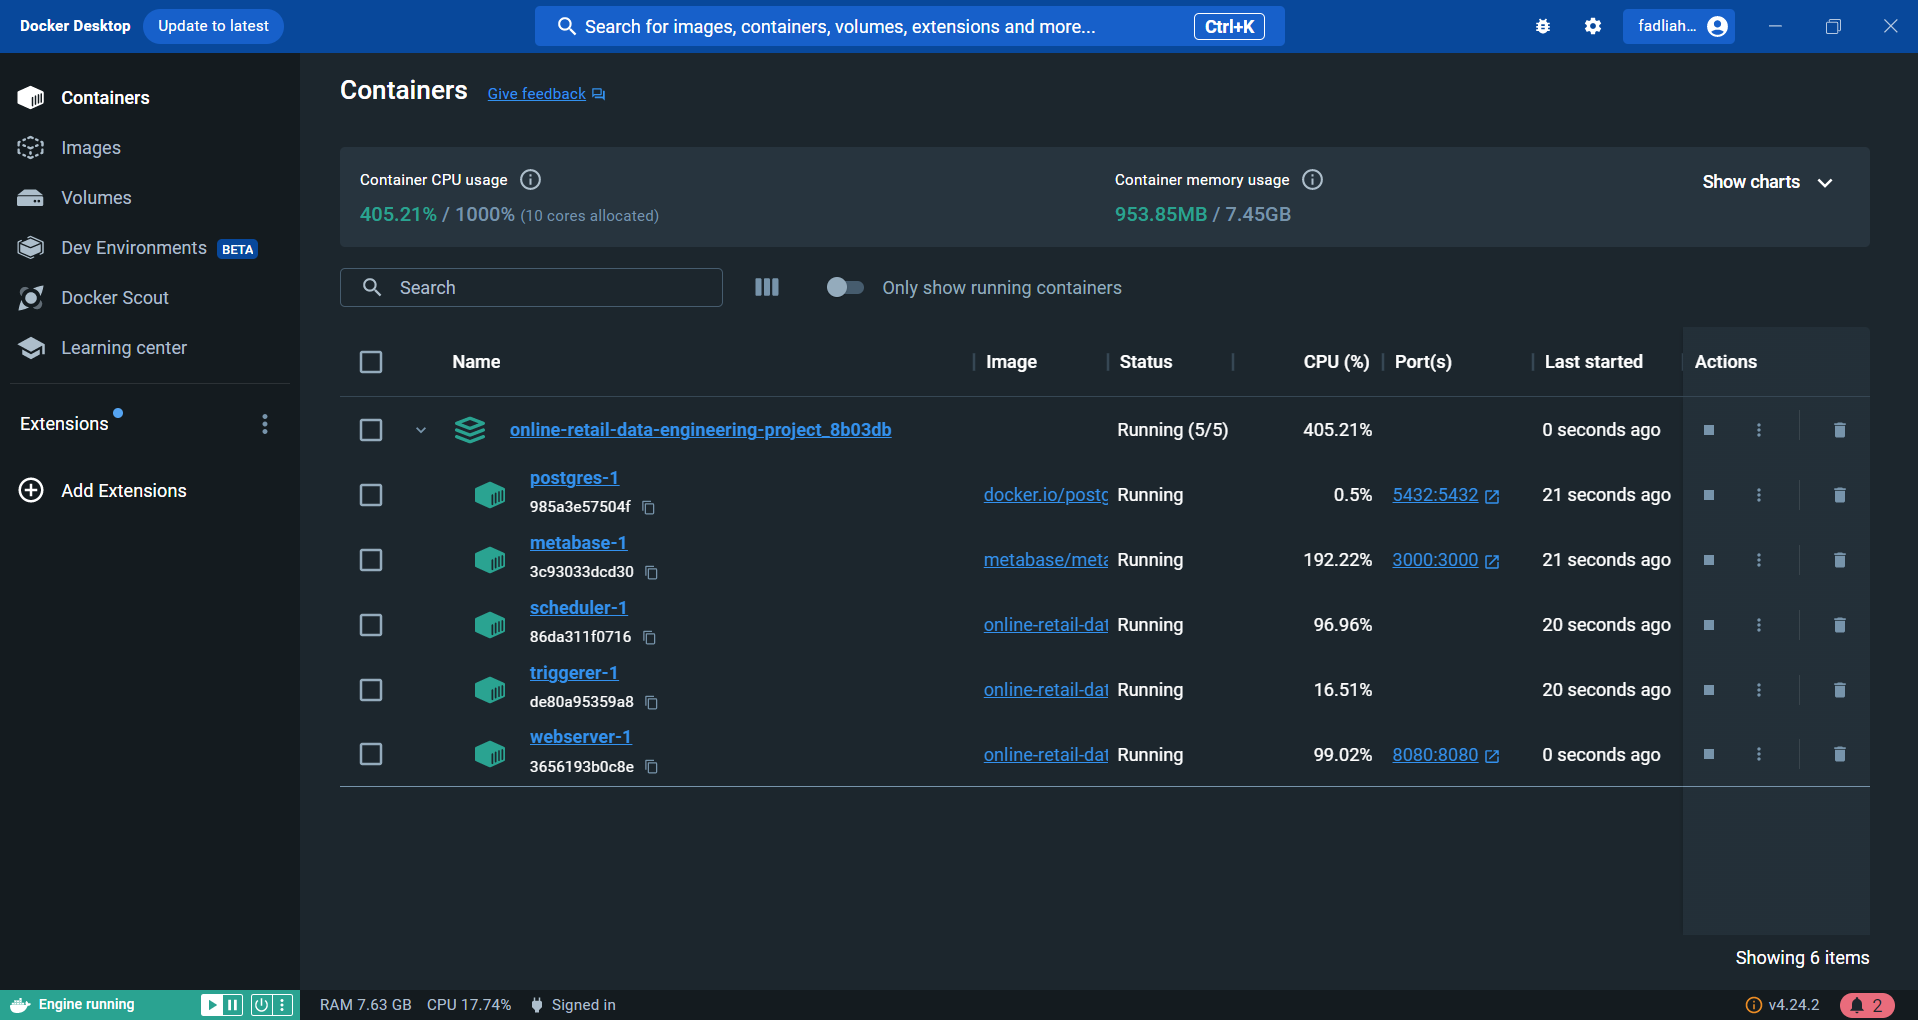 Docker Desktop Update to latest Search for images, containers, volumes, extensions and more... Ctrl+K fadliah...
Containers
Images
Volumes
Dev Environments BETA
Docker Scout
Learning center
Extensions
Add Extensions
Containers Give feedback
Container CPU usage
405.21% / 1000% (10 cores allocated)
Container memory usage
953.85MB / 7.45GB
Show charts
Search
Only show running containers
Name Image Status CPU (%) Port(s) Last started Actions
online-retail-data-engineering-project_8b03db Running (5/5) 405.21% 0 seconds ago
postgres-1
985a3e57504f docker.io/postg Running 0.5% 5432:5432 21 seconds ago
metabase-1
3c93033dcd30 metabase/meta Running 192.22% 3000:3000 21 seconds ago
scheduler-1
86da311f0716 online-retail-dat Running 96.96% 20 seconds ago
triggerer-1
de80a95359a8 online-retail-dat Running 16.51% 20 seconds ago
webserver-1
3656193b0c8e online-retail-dat Running 99.02% 8080:8080 0 seconds ago
Showing 6 items
Engine running RAM 7.63 GB CPU 17.74% Signed in v4.24.2 2